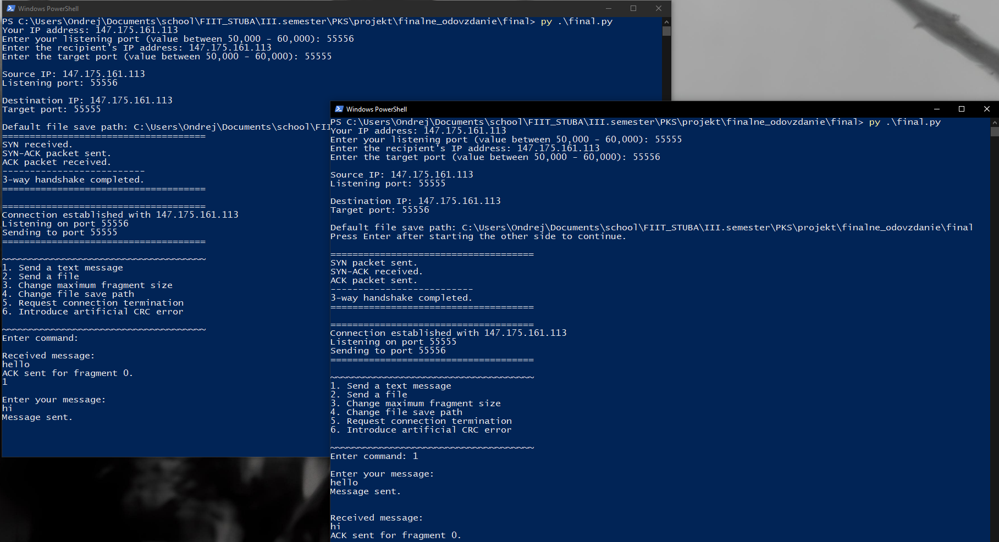 Windows PowerShell
PS C:\Users\Ondrej\Documents\school\FIIT_STUBA\III.semester\PKS\projekt\finalne_odovzdanie\final> py .\final.py
Your IP address: 147.175.161.113
Enter your listening port (value between 50,000 - 60,000): 55556
Enter the recipient's IP address: 147.175.161.113
Enter the target port (value between 50,000 - 60,000): 55555
Source IP: 147.175.161.113
Listening port: 55556
Destination IP: 147.175.161.113
Target port: 55555
Default file save path: C:\Users\Ondrej\Documents\school\FII
=====================================
SYN received.
SYN-ACK packet sent.
ACK packet received.
--------------------------
3-way handshake completed.
=====================================
=====================================
Connection established with 147.175.161.113
Listening on port 55556
Sending to port 55555
=====================================
~~~~~~~~~~~~~~~~~~~~~~~~~~~~~~~~~~~~~
1. Send a text message
2. Send a file
3. Change maximum fragment size
4. Change file save path
5. Request connection termination
6. Introduce artificial CRC error
~~~~~~~~~~~~~~~~~~~~~~~~~~~~~~~~~~~~~
Enter command:
Received message:
hello
ACK sent for fragment 0.
1
Enter your message:
hi
Message sent.
Windows PowerShell
PS C:\Users\Ondrej\Documents\school\FIIT_STUBA\III.semester\PKS\projekt\finalne_odovzdanie\final> py .\final.py
Your IP address: 147.175.161.113
Enter your listening port (value between 50,000 - 60,000): 55555
Enter the recipient's IP address: 147.175.161.113
Enter the target port (value between 50,000 - 60,000): 55556
Source IP: 147.175.161.113
Listening port: 55555
Destination IP: 147.175.161.113
Target port: 55556
Default file save path: C:\Users\Ondrej\Documents\school\FIIT_STUBA\III.semester\PKS\projekt\finalne_odovzdanie\final
Press Enter after starting the other side to continue.
=====================================
SYN packet sent.
SYN-ACK received.
ACK packet sent.
--------------------------
3-way handshake completed.
=====================================
=====================================
Connection established with 147.175.161.113
Listening on port 55555
Sending to port 55556
=====================================
~~~~~~~~~~~~~~~~~~~~~~~~~~~~~~~~~~~~~
1. Send a text message
2. Send a file
3. Change maximum fragment size
4. Change file save path
5. Request connection termination
6. Introduce artificial CRC error
~~~~~~~~~~~~~~~~~~~~~~~~~~~~~~~~~~~~~
Enter command: 1
Enter your message:
hello
Message sent.
Received message:
hi
ACK sent for fragment 0.